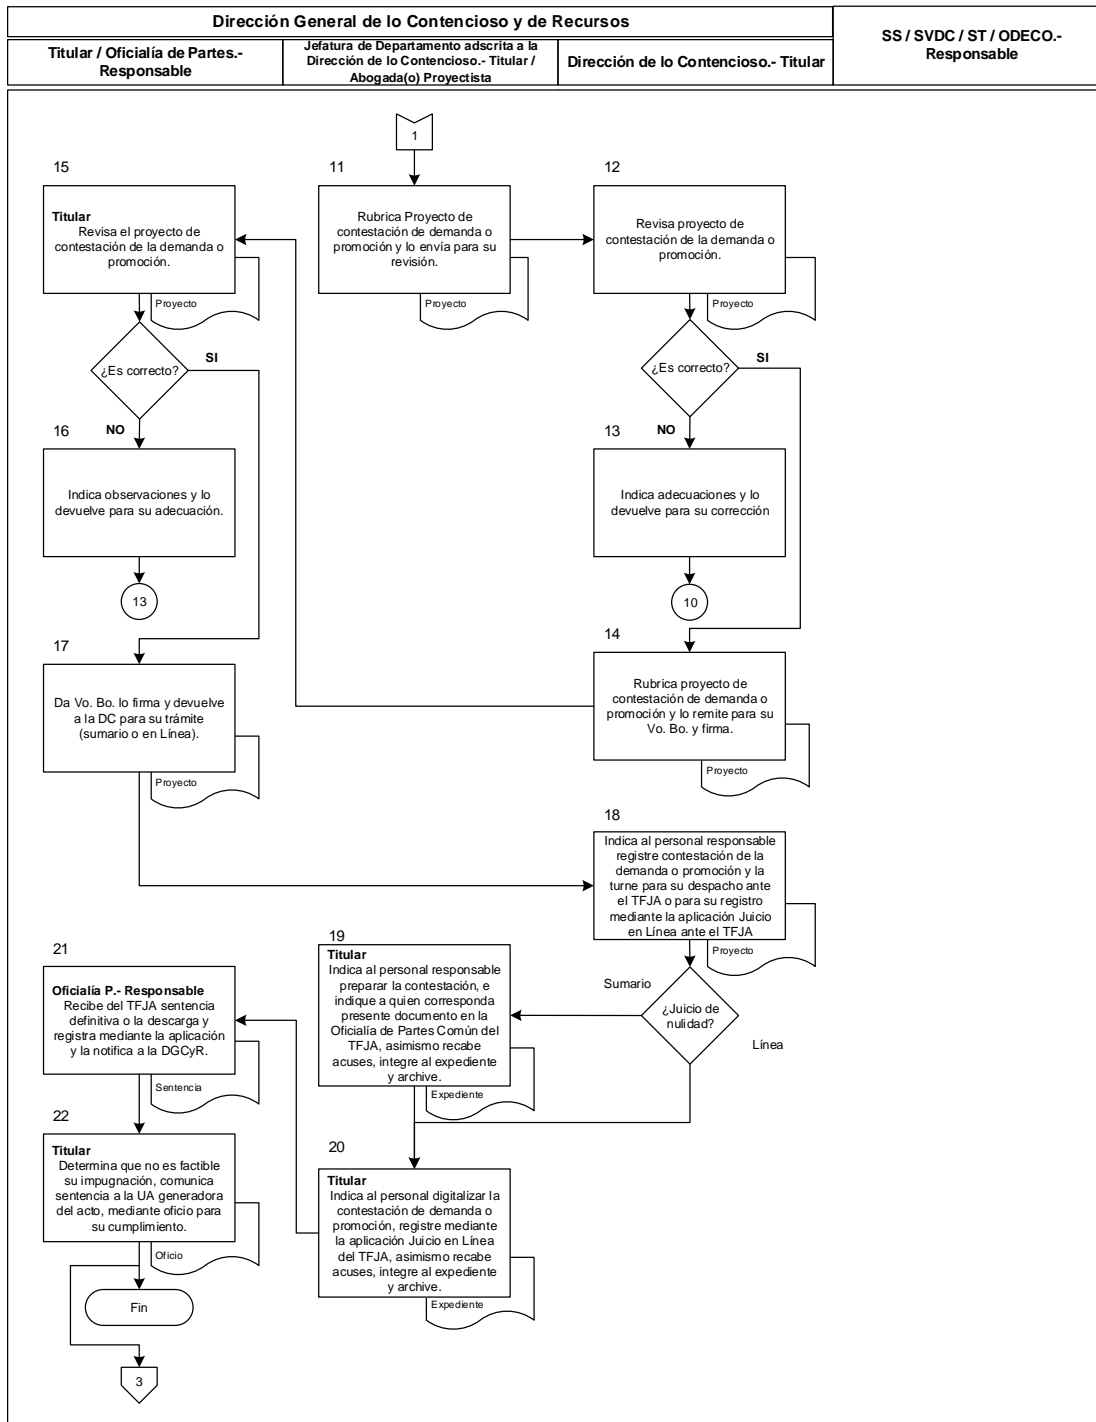 Dirección General de lo Contencioso y de Recursos
SS / SVDC / ST / ODECO.-
Responsable
Titular / Oficialía de Partes.-
Responsable
Jefatura de Departamento adscrita a la
Dirección de lo Contencioso.- Titular /
Abogada(o) Proyectista
Dirección de lo Contencioso.- Titular
1
15
Titular
Revisa el proyecto de
contestación de la demanda o
promoción.
Proyecto
11
Rubrica Proyecto de
contestación de demanda o
promoción y lo envía para su
revisión.
Proyecto
12
Revisa proyecto de
contestación de la demanda o
promoción.
Proyecto
¿Es correcto?
SI
NO
¿Es correcto?
SI
NO
16
Indica observaciones y lo
devuelve para su adecuación.
13
13
Indica adecuaciones y lo
devuelve para su corrección
10
17
Da Vo. Bo. lo firma y devuelve
a la DC para su trámite
(sumario o en Línea).
Proyecto
14
Rubrica proyecto de
contestación de demanda o
promoción y lo remite para su
Vo. Bo. y firma.
Proyecto
18
Indica al personal responsable
registre contestación de la
demanda o promoción y la
turne para su despacho ante
el TFJA o para su registro
mediante la aplicación Juicio
en Línea ante el TFJA
Proyecto
¿Juicio de
nulidad?
Sumario
Línea
19
Titular
Indica al personal responsable
preparar la contestación, e
indique a quien corresponda
presente documento en la
Oficialía de Partes Común del
TFJA, asimismo recabe
acuses, integre al expediente
y archive.
Expediente
20
Titular
Indica al personal digitalizar la
contestación de demanda o
promoción, registre mediante
la aplicación Juicio en Línea
del TFJA, asimismo recabe
acuses, integre al expediente
y archive.
Expediente
21
Oficialía P.- Responsable
Recibe del TFJA sentencia
definitiva o la descarga y
registra mediante la aplicación
y la notifica a la DGCyR.
Sentencia
22
Titular
Determina que no es factible
su impugnación, comunica
sentencia a la UA generadora
del acto, mediante oficio para
su cumplimiento.
Oficio
Fin
3